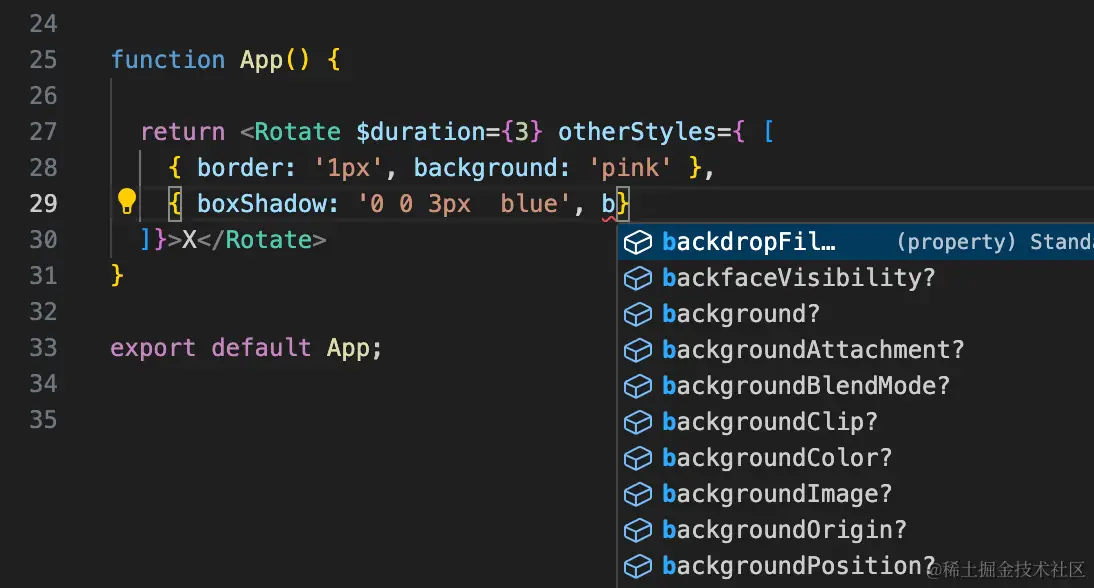 24
25 function App() {
26
27 return <Rotate $duration={3} otherStyles={ [
28 { border: '1px', background: 'pink' },
29 { boxShadow: '0 0 3px  blue', b}
30 ]}>X</Rotate>
31 }
32
33 export default App;
34
35
backdropFil… (property) Standa
backfaceVisibility?
background?
backgroundAttachment?
backgroundBlendMode?
backgroundClip?
backgroundColor?
backgroundImage?
backgroundOrigin?
backgroundPosition?
@稀土掘金技术社区